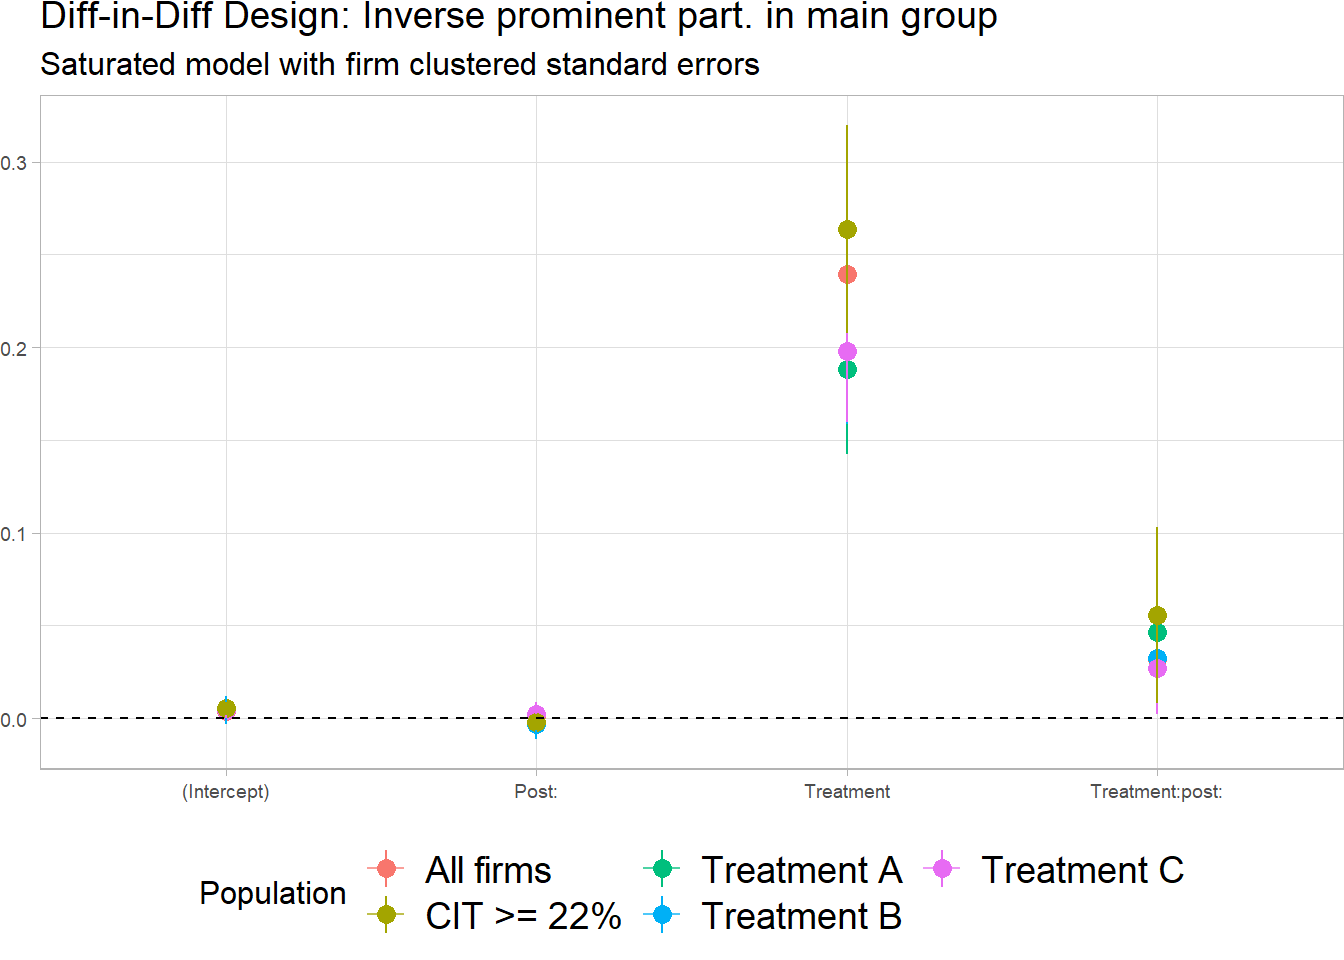 Diff-in-Diff Design: Inverse prominent part. in main group
Saturated model with firm clustered standard errors
0.3
0.2
0.1
0.0
(Intercept)
Post:
Treatment
Treatment:post:
Population
All firms
CIT >= 22%
Treatment A
Treatment B
Treatment C